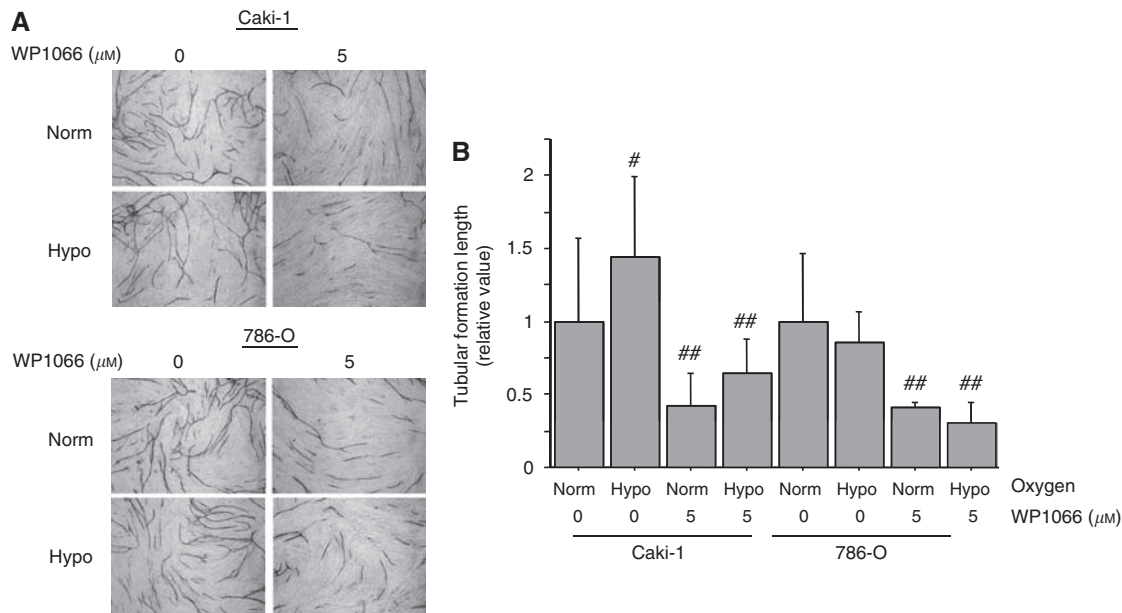 A
Caki-1
WP1066 (μM) 0 5
Norm
Hypo
786-O
WP1066 (μM) 0 5
Norm
Hypo
B
Tubular formation length
(relative value)
2
1.5
1
0.5
0
#
##
##
##
##
Norm Hypo Norm Hypo Norm Hypo Norm Hypo Oxygen
0 0 5 5 0 0 5 5 WP1066 (μM)
Caki-1 786-O